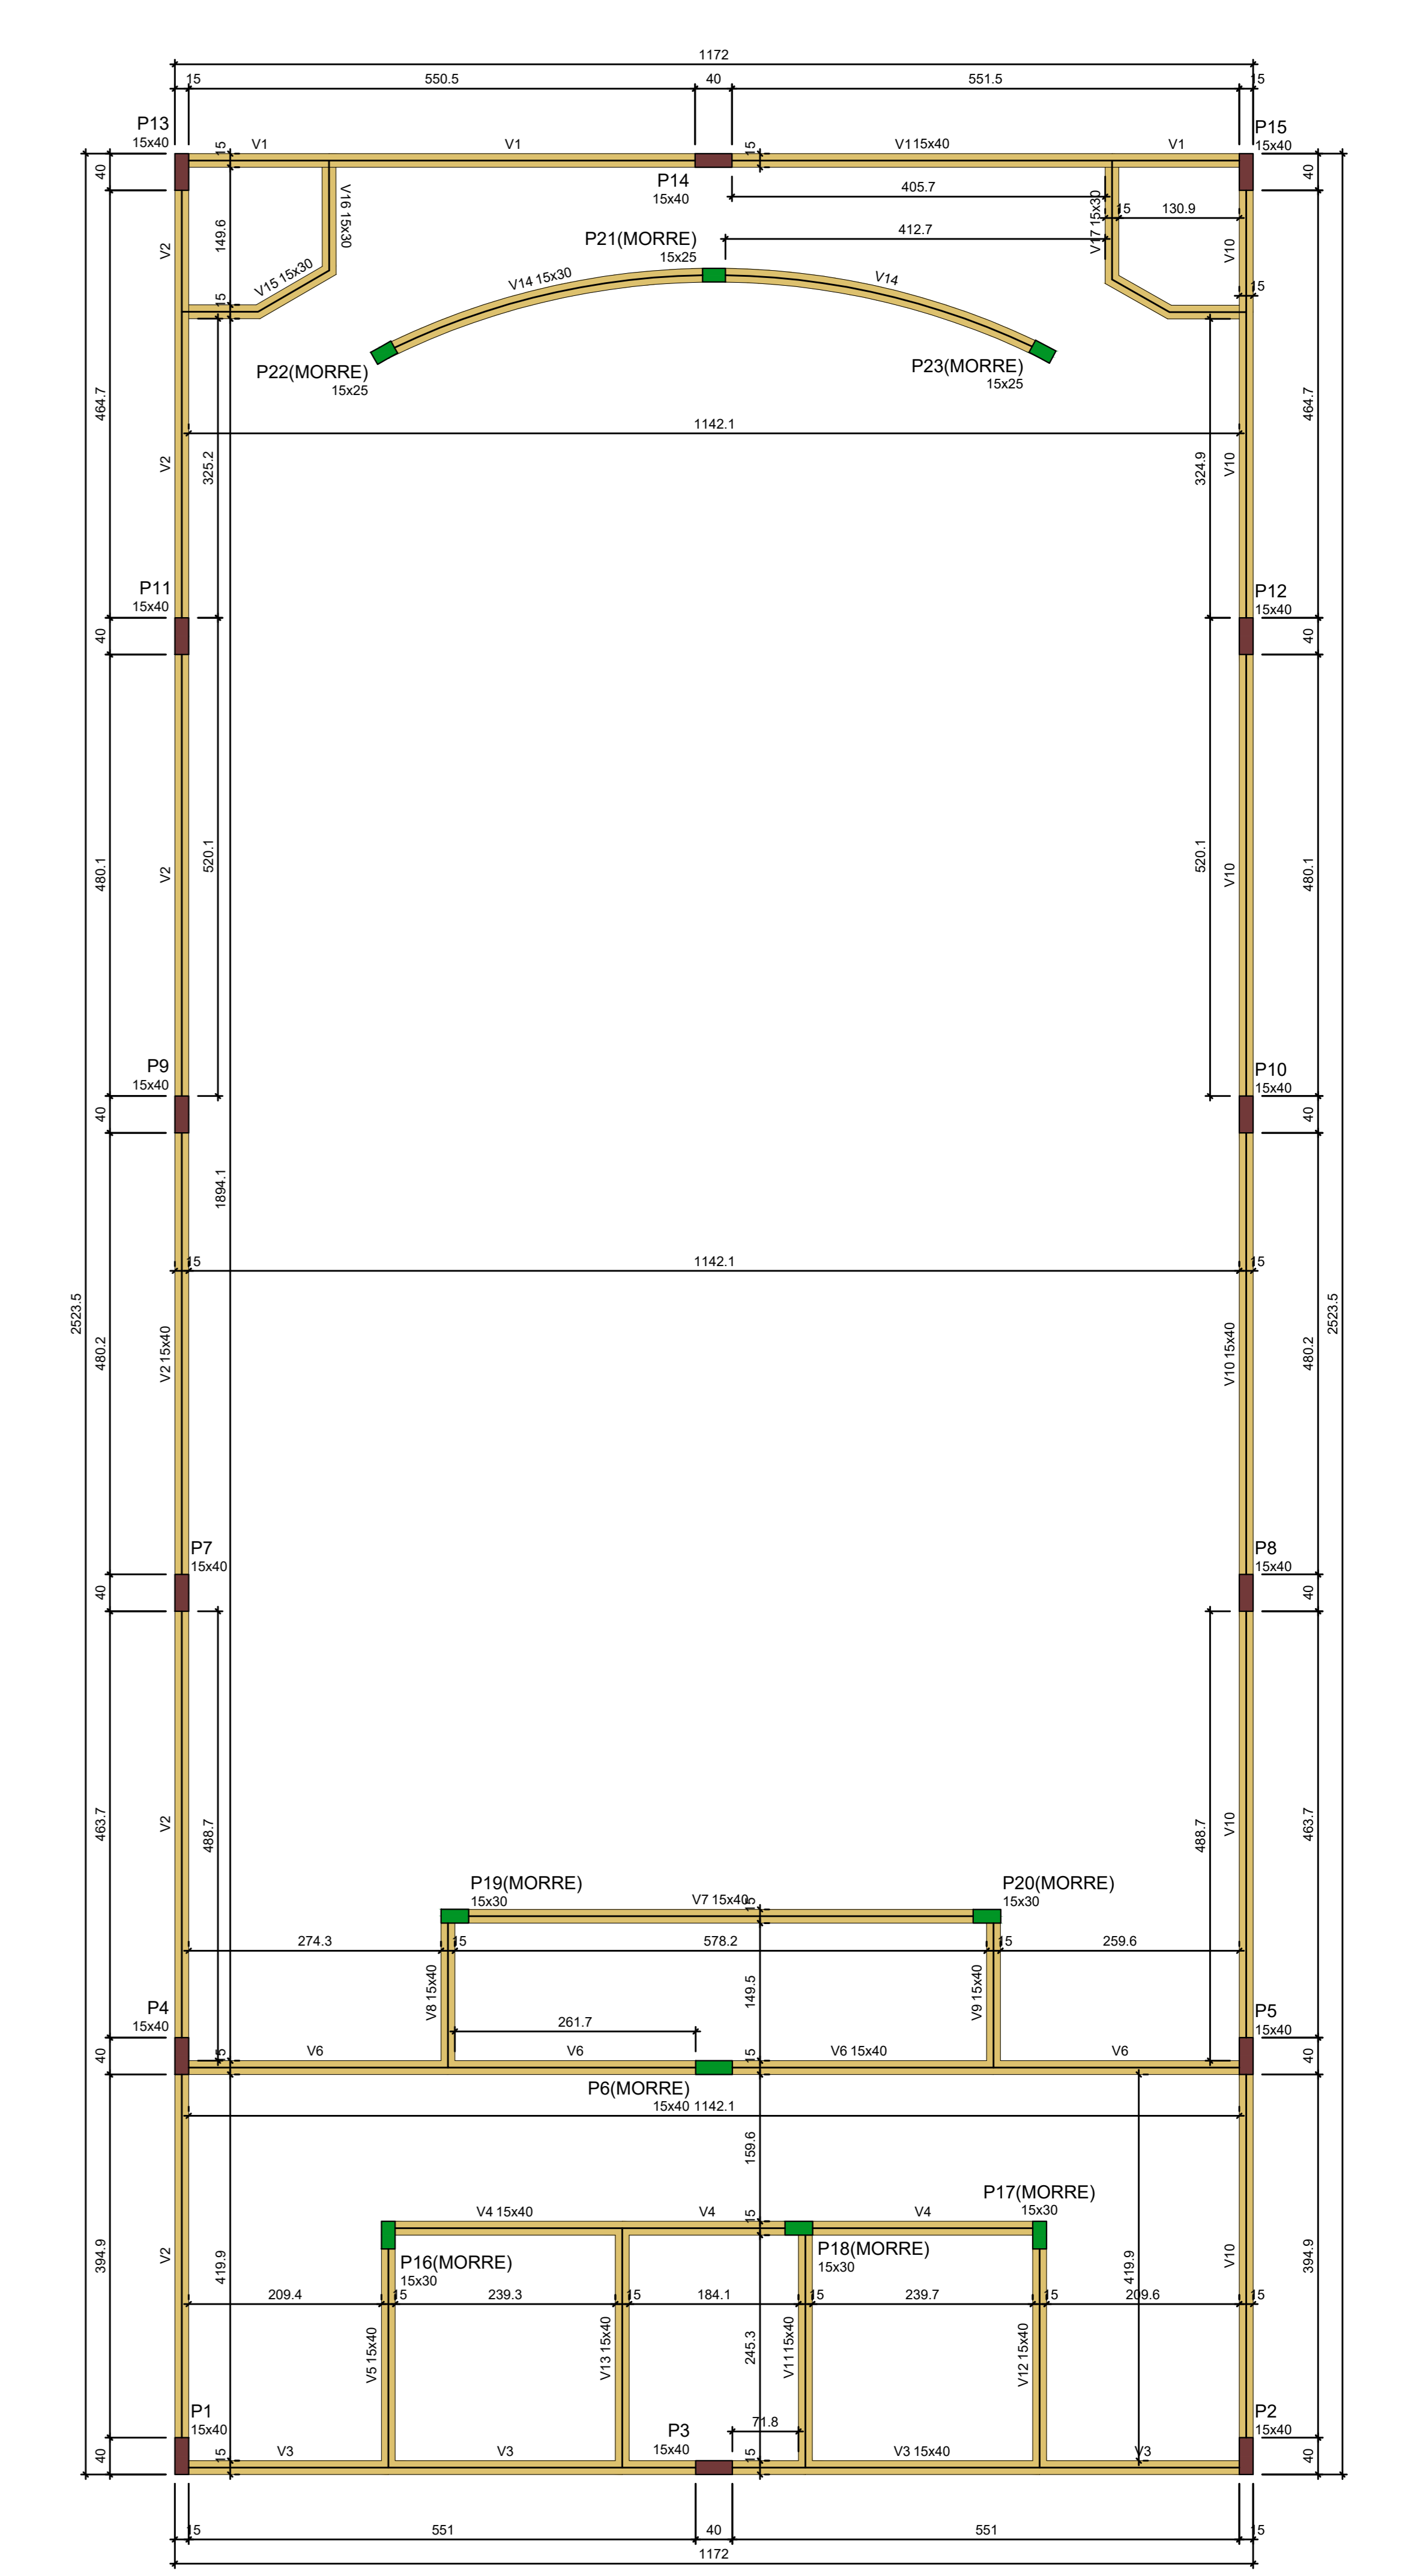 1172
15
550.5
40
551.5
15
P13
15x40
P15
15x40
V1
V1
V1 15x40
V1
15
15
40
40
P14
15x40
405.7
V16 15x30
V17 15x30
15
130.9
149.6
V2
V10
P21(MORRE)
15x25
412.7
V15 15x30
V14 15x30
V14
15
15
P22(MORRE)
15x25
P23(MORRE)
15x25
464.7
464.7
1142.1
V2
325.2
324.9
V10
P11
15x40
P12
15x40
40
40
480.1
V2
520.1
520.1
V10
480.1
P9
15x40
P10
15x40
40
40
1894.1
15
1142.1
15
2523.5
2523.5
480.2
V2 15x40
V10 15x40
480.2
P7
15x40
P8
15x40
40
40
463.7
V2
488.7
488.7
V10
463.7
P19(MORRE)
15x30
V7 15x40
15
P20(MORRE)
15x30
274.3
15
578.2
15
259.6
V8 15x40
149.5
V9 15x40
P4
15x40
P5
15x40
261.7
40
15
V6
V6
15
V6 15x40
V6
40
P6(MORRE)
15x40 1142.1
159.6
P17(MORRE)
15x30
V4 15x40
V4
15
V4
394.9
V2
419.9
P16(MORRE)
15x30
P18(MORRE)
15x30
419.9
V10
394.9
209.4
15
239.3
15
184.1
15
239.7
15
209.6
15
V5 15x40
V13 15x40
245.3
V11 15x40
V12 15x40
P1
15x40
P2
15x40
P3
15x40
71.8
40
15
V3
V3
15
V3 15x40
V3
40
15
551
40
551
15
1172